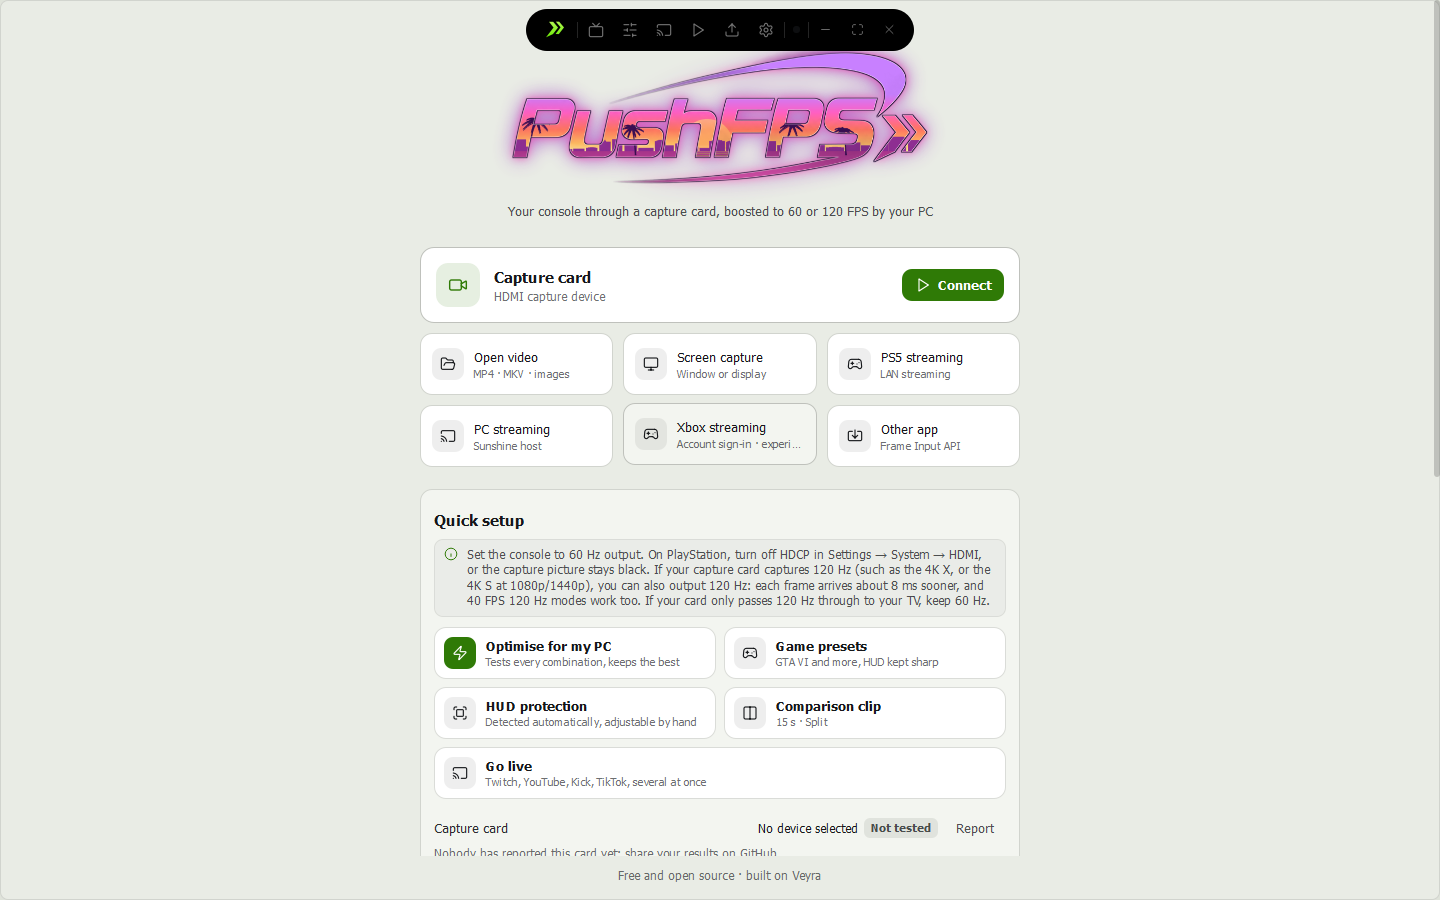 PushFPS
Your console through a capture card, boosted to 60 or 120 FPS by your PC
Capture card
HDMI capture device
Connect
Open video
MP4 · MKV · images
Screen capture
Window or display
PS5 streaming
LAN streaming
PC streaming
Sunshine host
Xbox streaming
Account sign-in · experi...
Other app
Frame Input API
Quick setup
Set the console to 60 Hz output. On PlayStation, turn off HDCP in Settings → System → HDMI,
or the capture picture stays black. If your capture card captures 120 Hz (such as the 4K X, or the
4K S at 1080p/1440p), you can also output 120 Hz: each frame arrives about 8 ms sooner, and
40 FPS 120 Hz modes work too. If your card only passes 120 Hz through to your TV, keep 60 Hz.
Optimise for my PC
Tests every combination, keeps the best
Game presets
GTA VI and more, HUD kept sharp
HUD protection
Detected automatically, adjustable by hand
Comparison clip
15 s · Split
Go live
Twitch, YouTube, Kick, TikTok, several at once
Capture card
No device selected
Not tested
Report
Nobody has reported this card yet: share your results on GitHub
Free and open source · built on Veyra